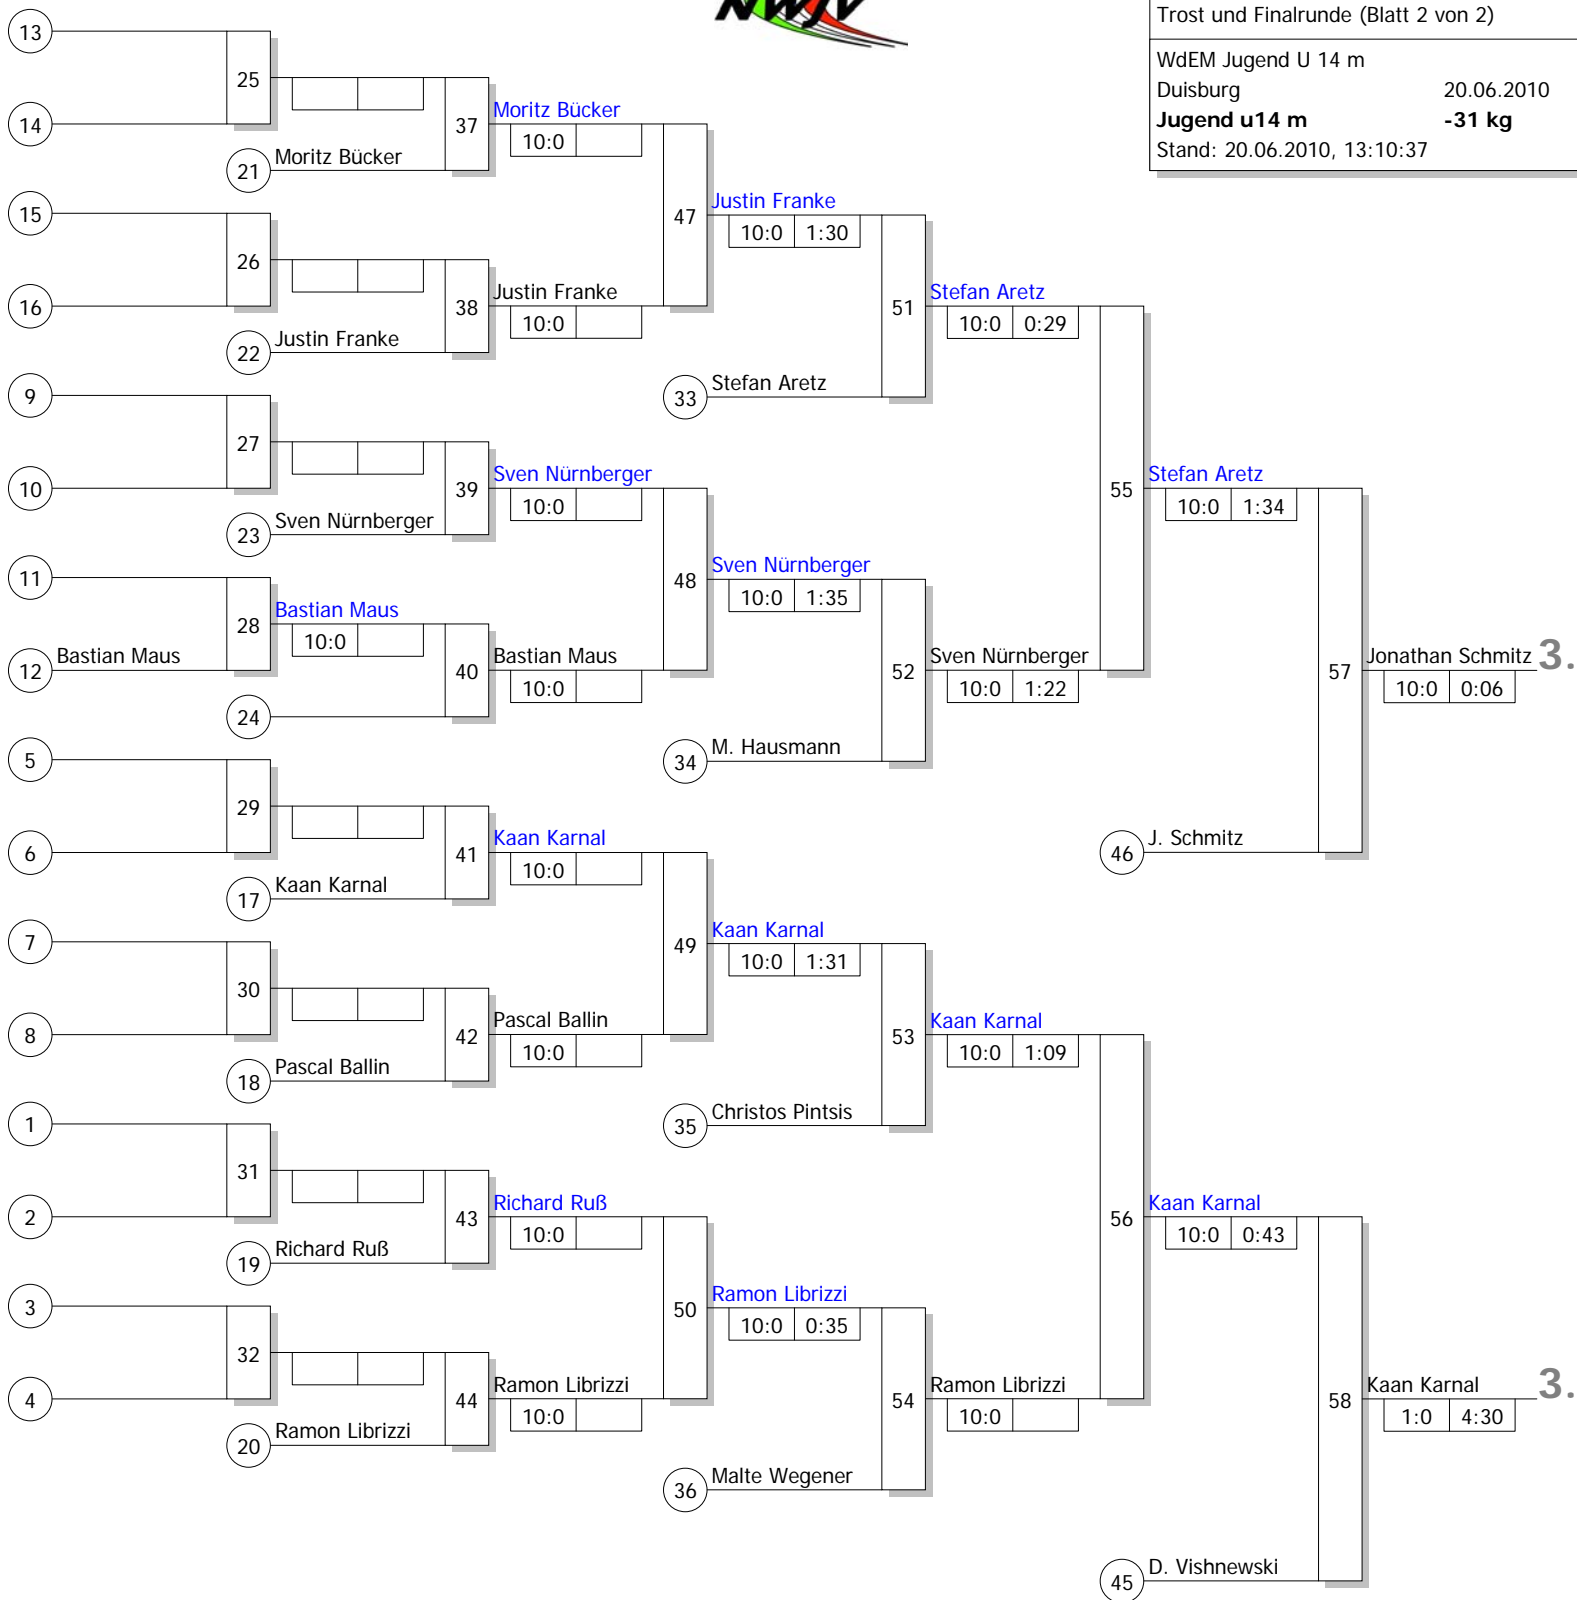 NWJV
Trost und Finalrunde (Blatt 2 von 2)
WdEM Jugend U 14 m
Duisburg 20.06.2010
Jugend u14 m -31 kg
Stand: 20.06.2010, 13:10:37
13
25
14
37
Moritz Bücker
10:0
21 Moritz Bücker
15
47
Justin Franke
10:0 1:30
26
16
38
Justin Franke
10:0
22 Justin Franke
51
Stefan Aretz
10:0 0:29
9
33 Stefan Aretz
27
10
39
Sven Nürnberger
10:0
23 Sven Nürnberger
55
Stefan Aretz
10:0 1:34
11
48
Sven Nürnberger
10:0 1:35
28
Bastian Maus
10:0
12 Bastian Maus
40
Bastian Maus
10:0
24
52
Sven Nürnberger
10:0 1:22
57
Jonathan Schmitz 3.
10:0 0:06
5
34 M. Hausmann
29
6
41
Kaan Karnal
10:0
46 J. Schmitz
17 Kaan Karnal
7
49
Kaan Karnal
10:0 1:31
30
8
42
Pascal Ballin
10:0
18 Pascal Ballin
53
Kaan Karnal
10:0 1:09
1
35 Christos Pintsis
31
2
43
Richard Ruß
10:0
19 Richard Ruß
56
Kaan Karnal
10:0 0:43
3
50
Ramon Librizzi
10:0 0:35
32
4
44
Ramon Librizzi
10:0
20 Ramon Librizzi
54
Ramon Librizzi
10:0
58
Kaan Karnal 3.
1:0 4:30
36 Malte Wegener
45 D. Vishnewski